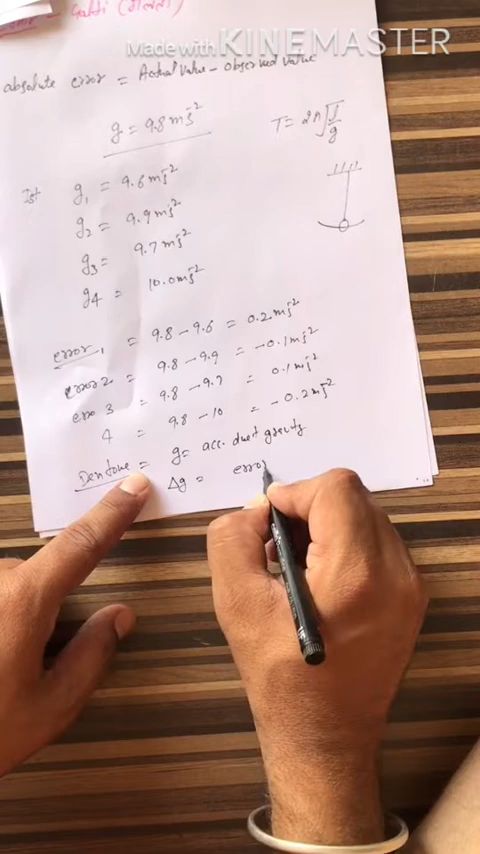 Made with KINEMASTER
error = Galti (गलती)
absolute error = Actual value - observed value
g = 9.8 ms⁻²
T = 2π√(l/g)
Ist g₁ = 9.6 ms⁻²
g₂ = 9.9 ms⁻²
g₃ = 9.7 ms⁻²
g₄ = 10.0 ms⁻²
error₁ = 9.8 - 9.6 = 0.2 ms⁻²
error 2 = 9.8 - 9.9 = -0.1 ms⁻²
erro 3 = 9.8 - 9.7 = 0.1 ms⁻²
4 = 9.8 - 10 = -0.2 ms⁻²
g = acc. due t gravity
Δg = error